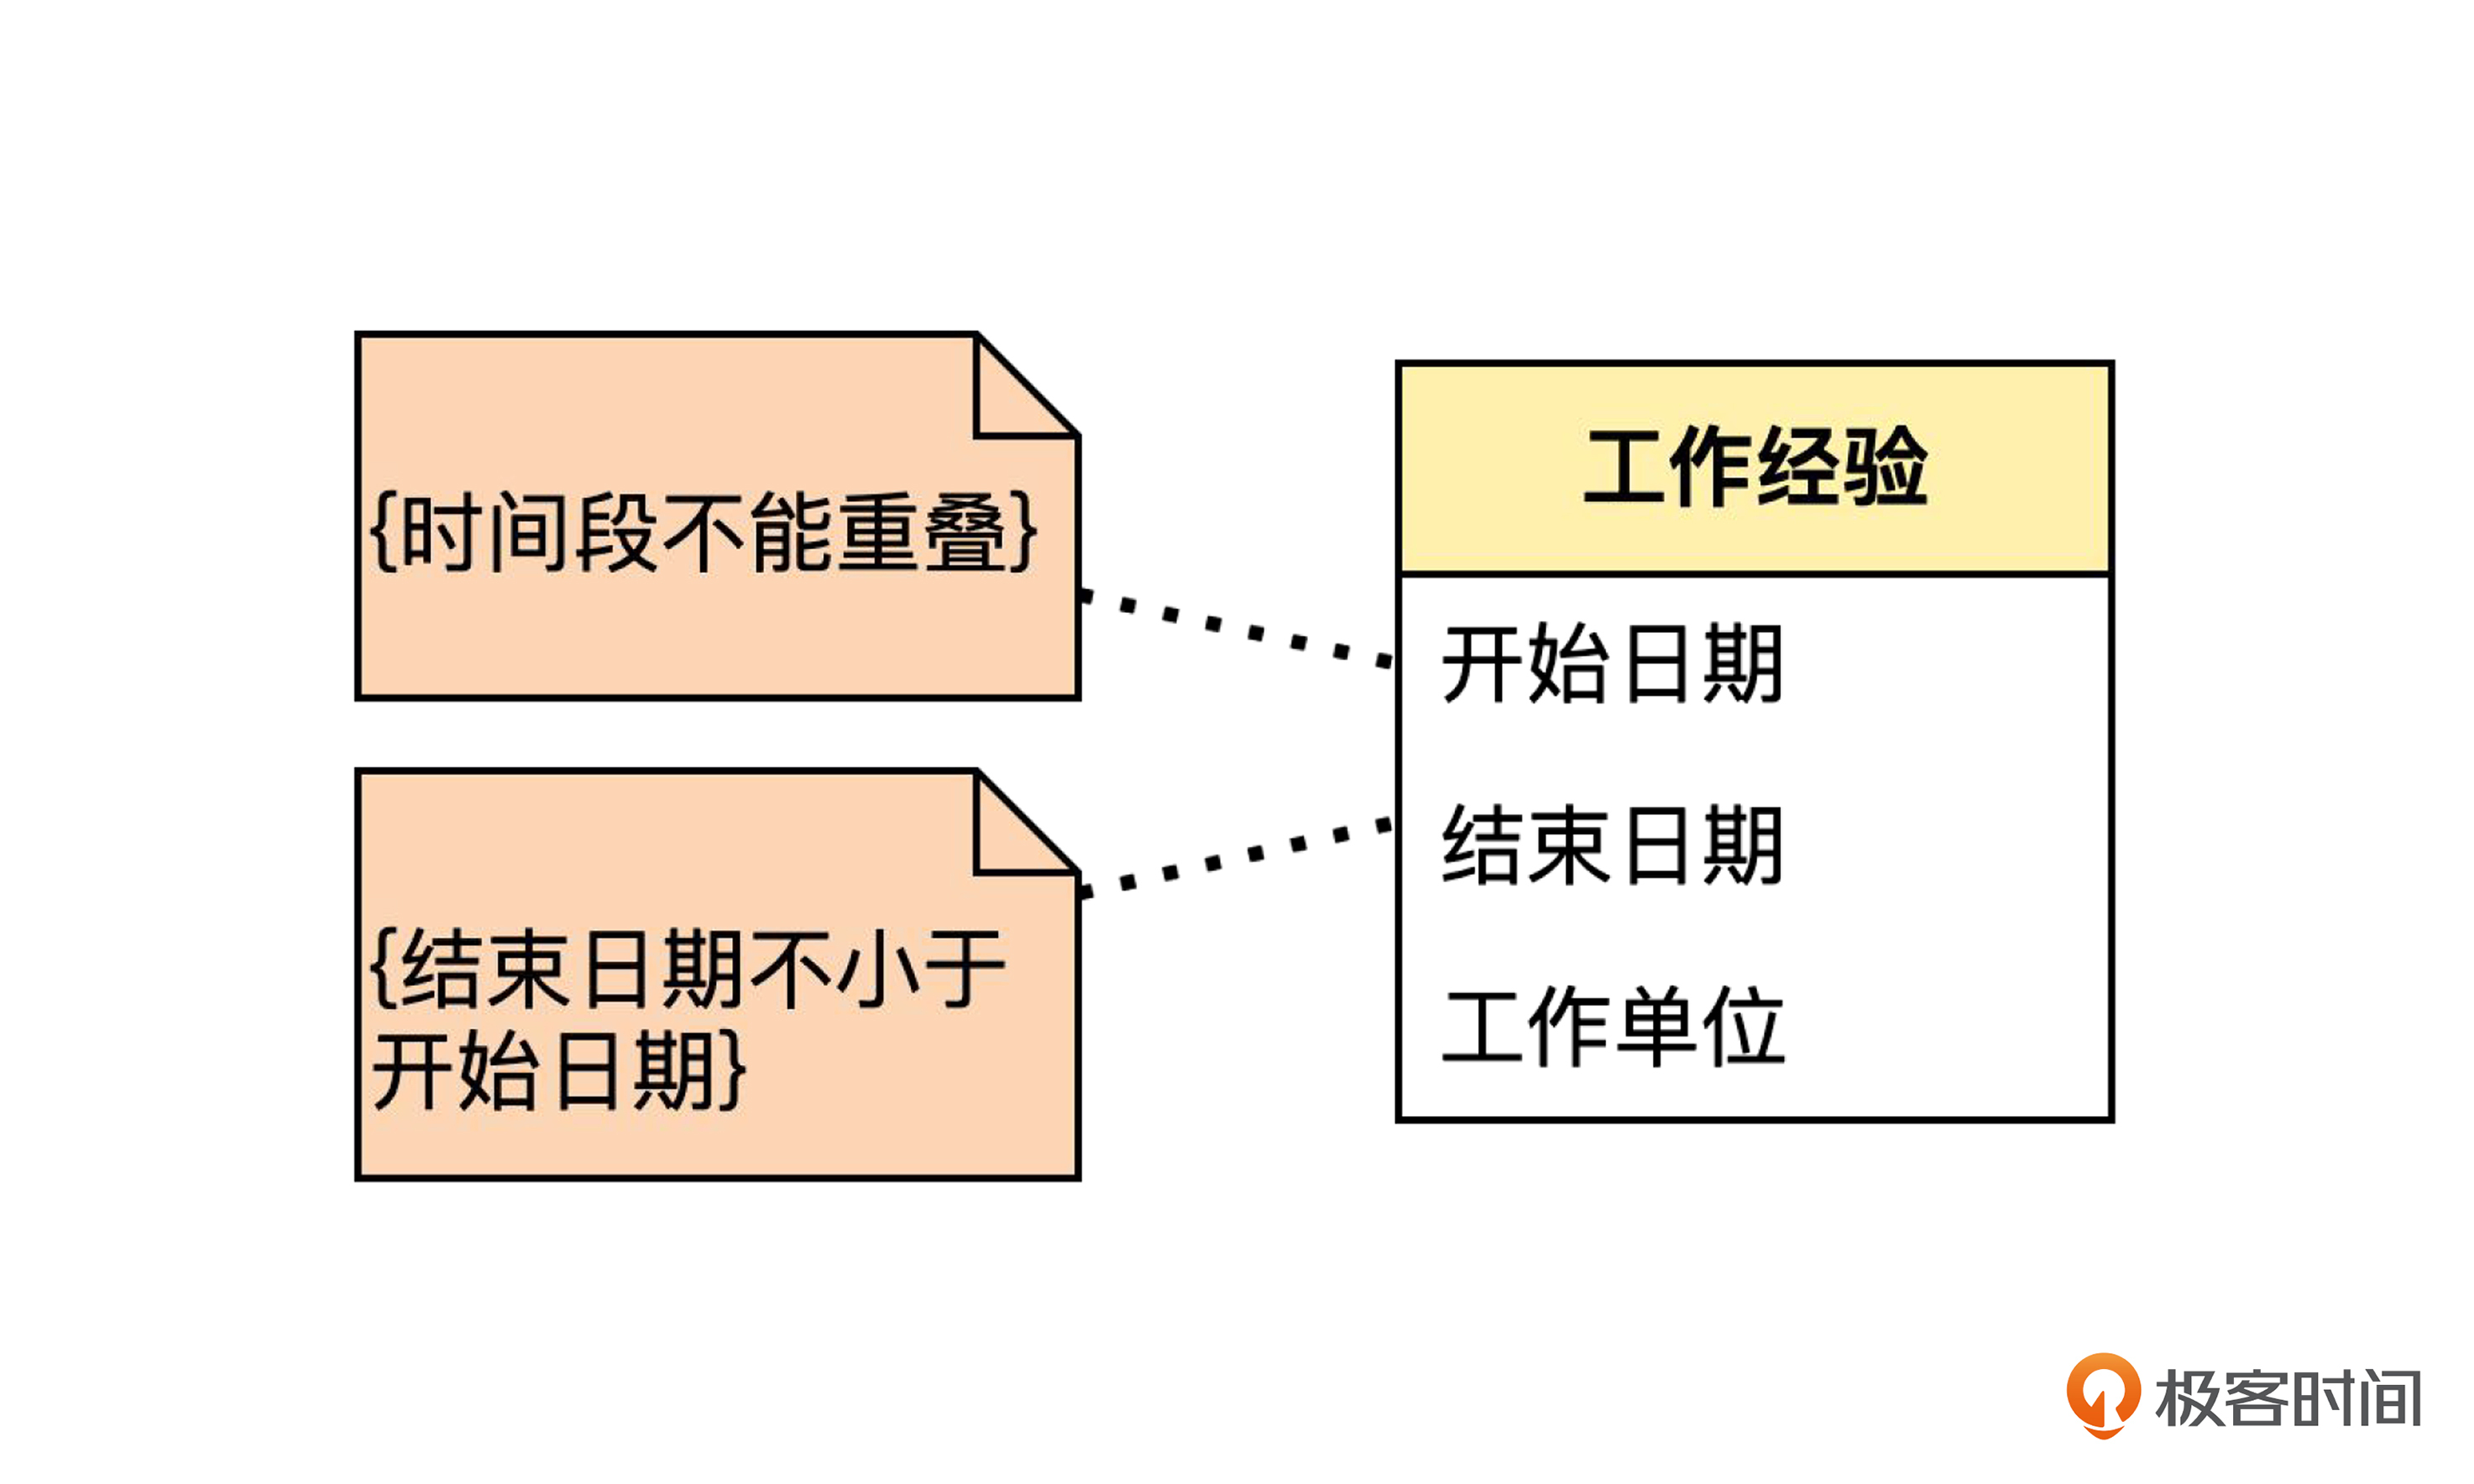 {时间段不能重叠}
{结束日期不小于
开始日期}
工作经验
开始日期
结束日期
工作单位
极客时间